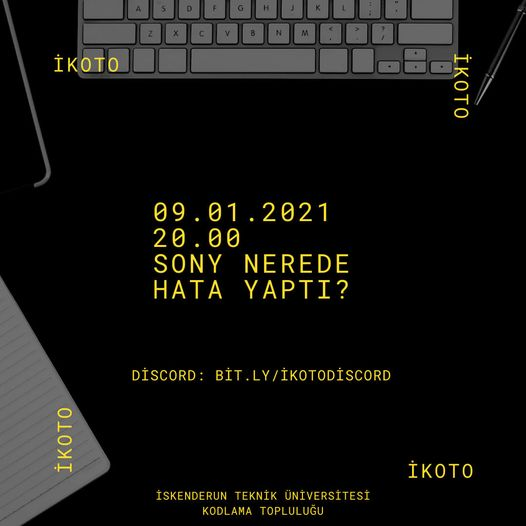 İKOTO
İKOTO
09.01.2021
20.00
SONY NEREDE
HATA YAPTI?
DİSCORD: BİT.LY/İKOTODİSCORD
İKOTO
İKOTO
İSKENDERUN TEKNİK ÜNİVERSİTESİ
KODLAMA TOPLULUĞU